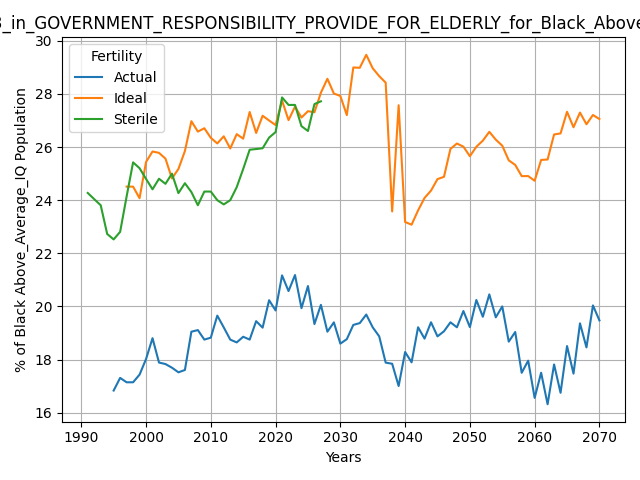 _in_GOVERNMENT_RESPONSIBILITY_PROVIDE_FOR_ELDERLY_for_Black_Above
Fertility
Actual
Ideal
Sterile
% of Black Above_Average_IQ Population
30
28
26
24
22
20
18
16
1990 2000 2010 2020 2030 2040 2050 2060 2070
Years